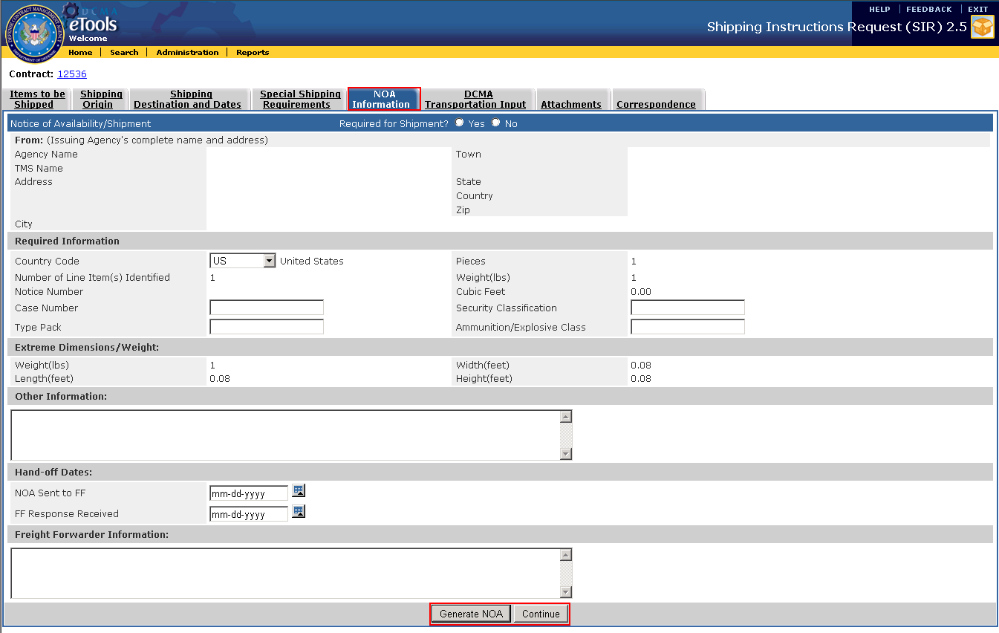 DCMA
eTools
Welcome
HELP FEEDBACK EXIT
Shipping Instructions Request (SIR) 2.5
DEFENSE CONTRACT MANAGEMENT AGENCY
DEPARTMENT OF DEFENSE
Home Search Administration Reports
Contract: 12536
Items to be Shipped
Shipping Origin
Shipping Destination and Dates
Special Shipping Requirements
NOA Information
DCMA Transportation Input
Attachments
Correspondence
Notice of Availability/Shipment Required for Shipment? Yes No
From: (Issuing Agency's complete name and address)
Agency Name Town
TMS Name
Address State
Country
Zip
City
Required Information
Country Code US United States Pieces 1
Number of Line Item(s) Identified 1 Weight(lbs) 1
Notice Number Cubic Feet 0.00
Case Number Security Classification
Type Pack Ammunition/Explosive Class
Extreme Dimensions/Weight:
Weight(lbs) 1 Width(feet) 0.08
Length(feet) 0.08 Height(feet) 0.08
Other Information:
Hand-off Dates:
NOA Sent to FF mm-dd-yyyy
FF Response Received mm-dd-yyyy
Freight Forwarder Information:
Generate NOA Continue